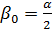 β₀ = α/2